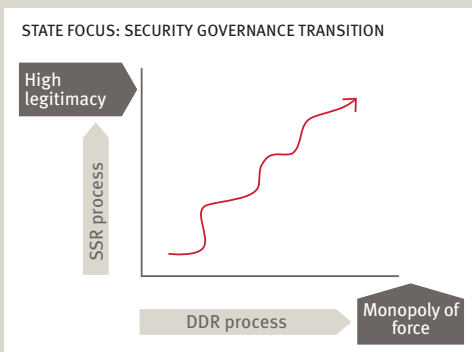 STATE FOCUS: SECURITY GOVERNANCE TRANSITION
High
legitimacy
SSR process
DDR process
Monopoly of
force